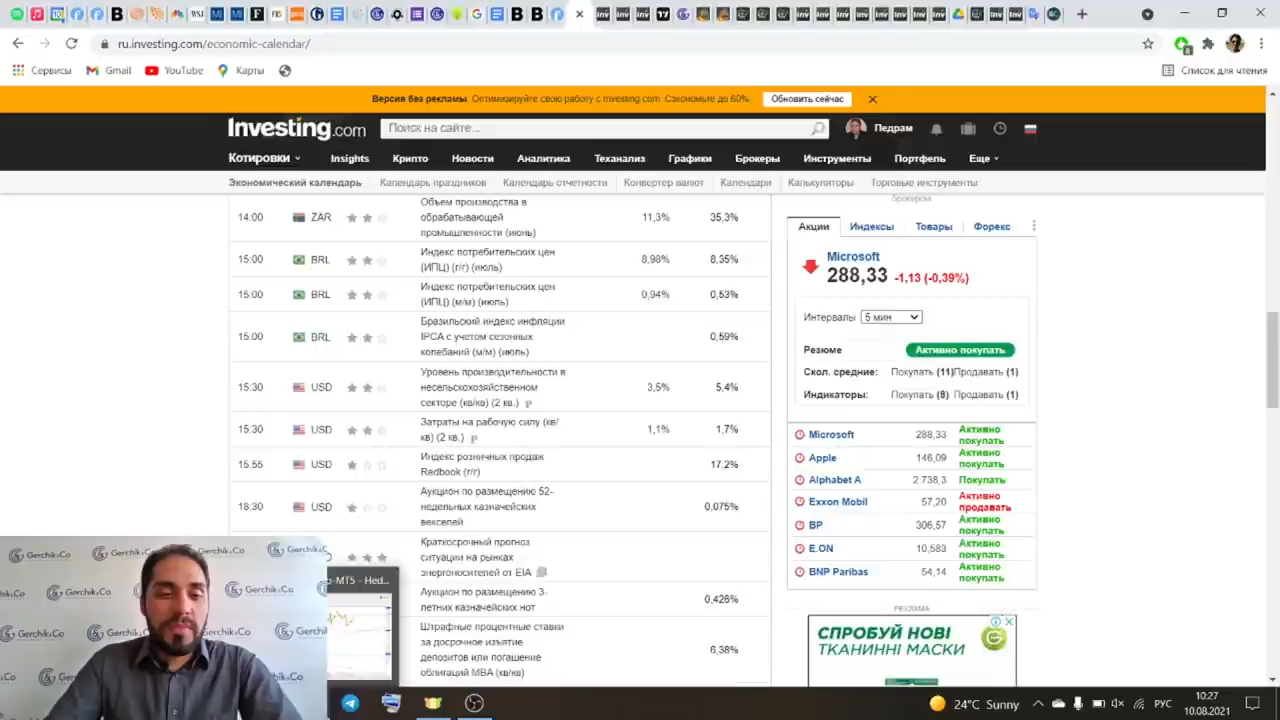 ru.investing.com/economic-calendar/
Сервисы Gmail YouTube Карты Список для чтения
Версия без рекламы. Оптимизируйте свою работу с Investing.com. Сэкономьте до 60%. Обновить сейчас
Investing.com Поиск на сайте... Педрам
Котировки Insights Крипто Новости Аналитика Теханализ Графики Брокеры Инструменты Портфель Еще
Экономический календарь Календарь праздников Календарь отчетности Конвертер валют Календари Калькуляторы Торговые инструменты
брокером.
14:00 ZAR Объем производства в
обрабатывающей
промышленности (июнь) 11,3% 35,3%
15:00 BRL Индекс потребительских цен
(ИПЦ) (г/г) (июль) 8,98% 8,35%
15:00 BRL Индекс потребительских цен
(ИПЦ) (м/м) (июль) 0,94% 0,53%
15:00 BRL Бразильский индекс инфляции
IPCA с учетом сезонных
колебаний (м/м) (июль) 0,59%
15:30 USD Уровень производительности в
несельскохозяйственном
секторе (кв/кв) (2 кв.) P 3,5% 5,4%
15:30 USD Затраты на рабочую силу (кв/
кв) (2 кв.) P 1,1% 1,7%
15:55 USD Индекс розничных продаж
Redbook (г/г) 17,2%
18:30 USD Аукцион по размещению 52-
недельных казначейских
векселей 0,075%
Краткосрочный прогноз
ситуации на рынках
энергоносителей от EIA
Аукцион по размещению 3-
летних казначейских нот 0,426%
Штрафные процентные ставки
за досрочное изъятие
депозитов или погашение
облигаций MBA (кв/кв) 6,38%
Акции Индексы Товары Форекс
Microsoft
288,33 -1,13 (-0,39%)
Интервалы 5 мин
Резюме Активно покупать
Скол. средние: Покупать (11) Продавать (1)
Индикаторы: Покупать (8) Продавать (1)
Microsoft 288,33 Активно
покупать
Apple 146,09 Активно
покупать
Alphabet A 2.738,3 Покупать
Exxon Mobil 57,20 Активно
продавать
BP 306,57 Активно
покупать
E.ON 10,583 Активно
покупать
BNP Paribas 54,14 Активно
покупать
РЕКЛАМА
СПРОБУЙ НОВІ
ТКАНИННІ МАСКИ
Gerchik&Co
MT5 - Hed...
24°C Sunny РУС 10:27
10.08.2021